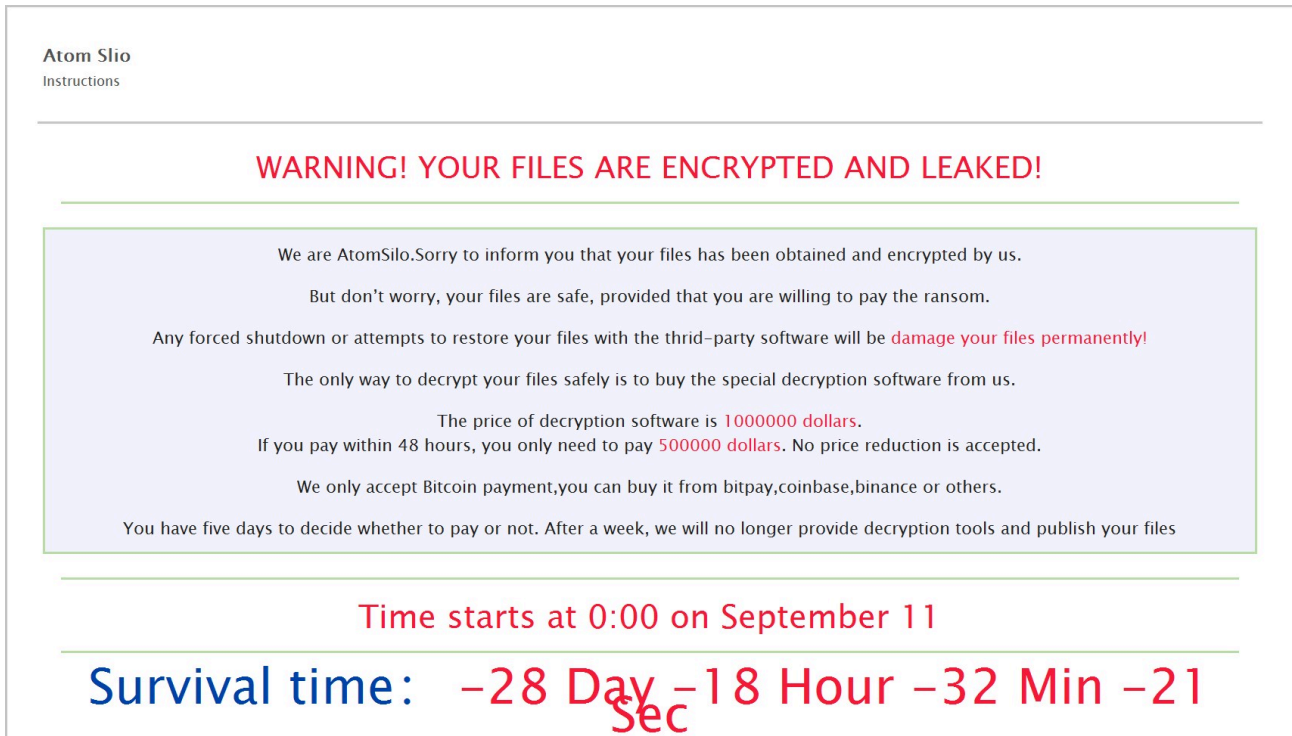 Atom Slio
Instructions
WARNING! YOUR FILES ARE ENCRYPTED AND LEAKED!
We are AtomSilo.Sorry to inform you that your files has been obtained and encrypted by us.
But don’t worry, your files are safe, provided that you are willing to pay the ransom.
Any forced shutdown or attempts to restore your files with the thrid-party software will be damage your files permanently!
The only way to decrypt your files safely is to buy the special decryption software from us.
The price of decryption software is 1000000 dollars.
If you pay within 48 hours, you only need to pay 500000 dollars. No price reduction is accepted.
We only accept Bitcoin payment,you can buy it from bitpay,coinbase,binance or others.
You have five days to decide whether to pay or not. After a week, we will no longer provide decryption tools and publish your files
Time starts at 0:00 on September 11
Survival time: -28 Day -18 Hour -32 Min -21
Sec